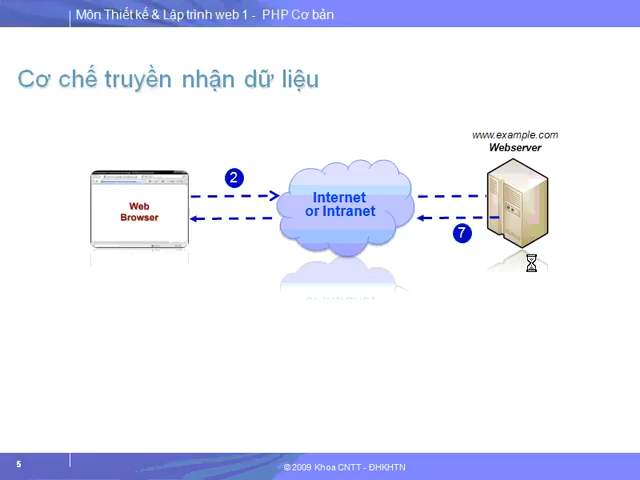 Môn Thiết kế & Lập trình web 1 - PHP Cơ bản
Cơ chế truyền nhận dữ liệu
www.example.com
Webserver
2
Internet
or Intranet
Web
Browser
7
5
© 2009 Khoa CNTT - ĐHKHTN